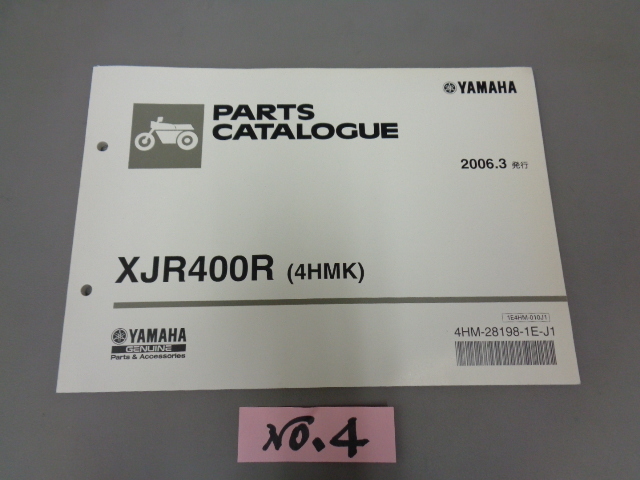 YAMAHA
PARTS
CATALOGUE
2006.3 発行
XJR400R (4HMK)
YAMAHA
GENUINE
Parts & Accessories
1E4HM-010J1
4HM-28198-1E-J1
NO.4